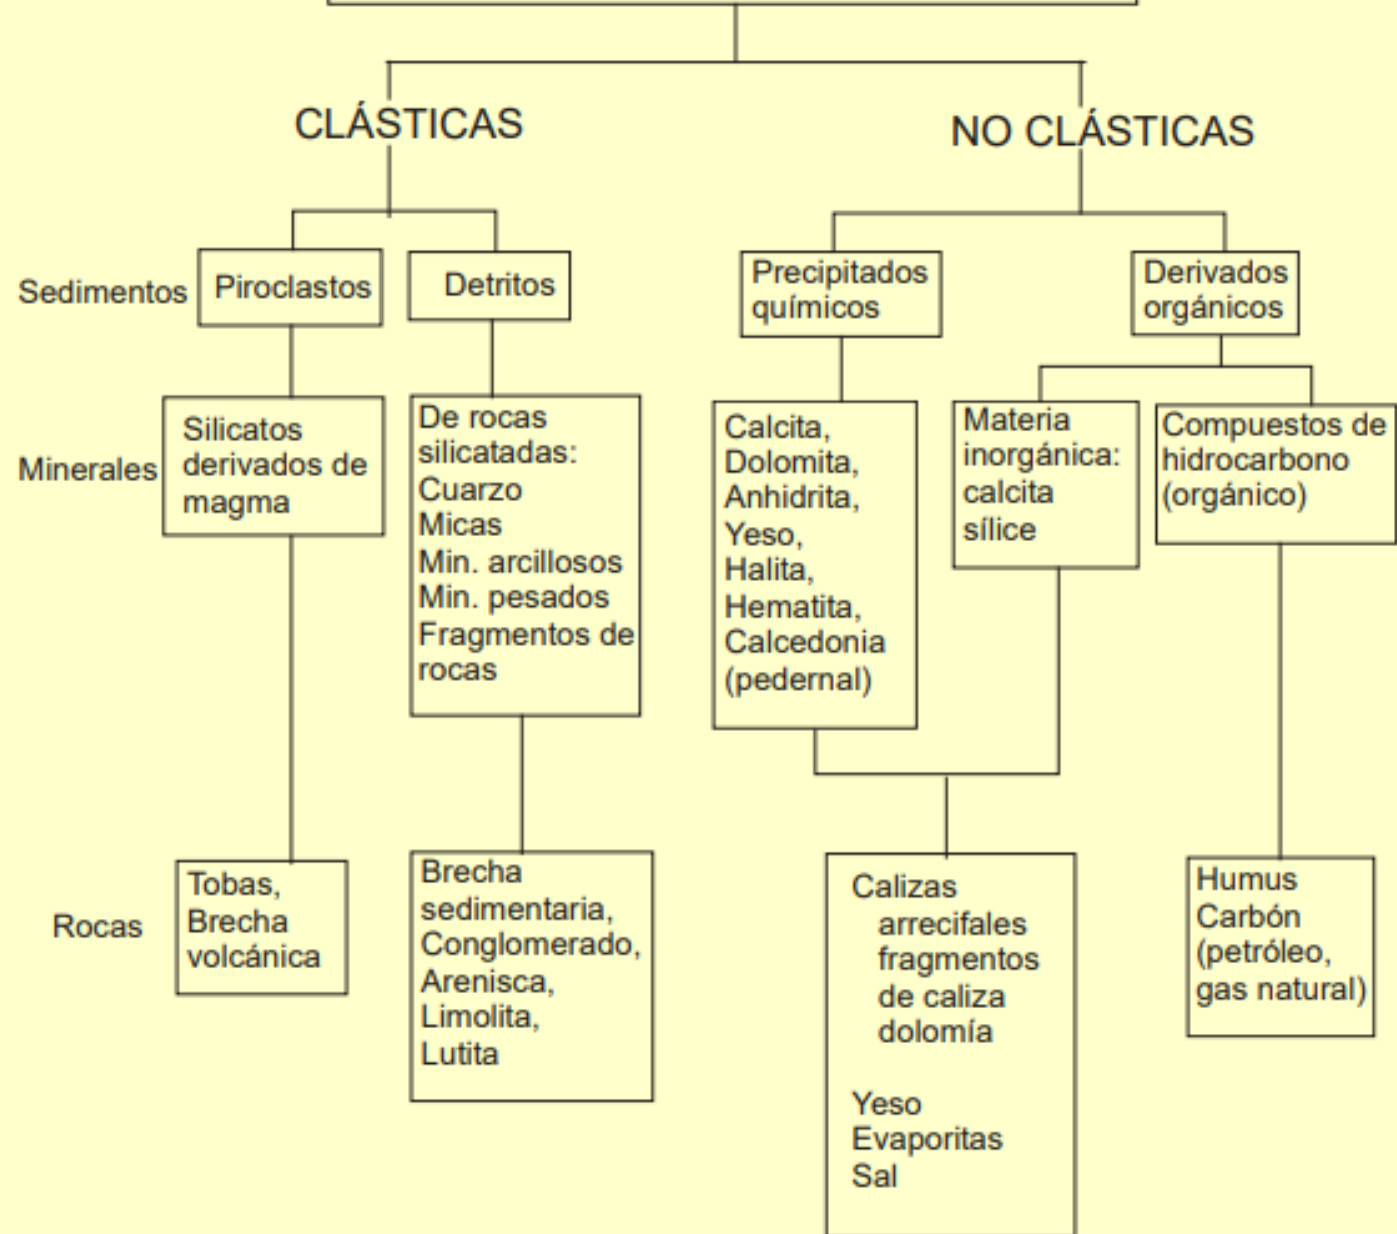 CLÁSTICAS
NO CLÁSTICAS
Sedimentos
Piroclastos
Detritos
Precipitados
químicos
Derivados
orgánicos
Minerales
Silicatos
derivados de
magma
De rocas
silicatadas:
Cuarzo
Micas
Min. arcillosos
Min. pesados
Fragmentos de
rocas
Calcita,
Dolomita,
Anhidrita,
Yeso,
Halita,
Hematita,
Calcedonia
(pedernal)
Materia
inorgánica:
calcita
sílice
Compuestos de
hidrocarbono
(orgánico)
Rocas
Tobas,
Brecha
volcánica
Brecha
sedimentaria,
Conglomerado,
Arenisca,
Limolita,
Lutita
Calizas
arrecifales
fragmentos
de caliza
dolomía
Yeso
Evaporitas
Sal
Humus
Carbón
(petróleo,
gas natural)